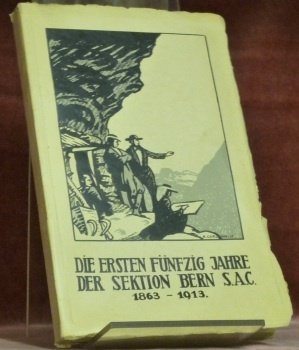 DIE ERSTEN FÜNFZIG JAHRE
DER SEKTION BERN S.A.C.
1863 – 1913.